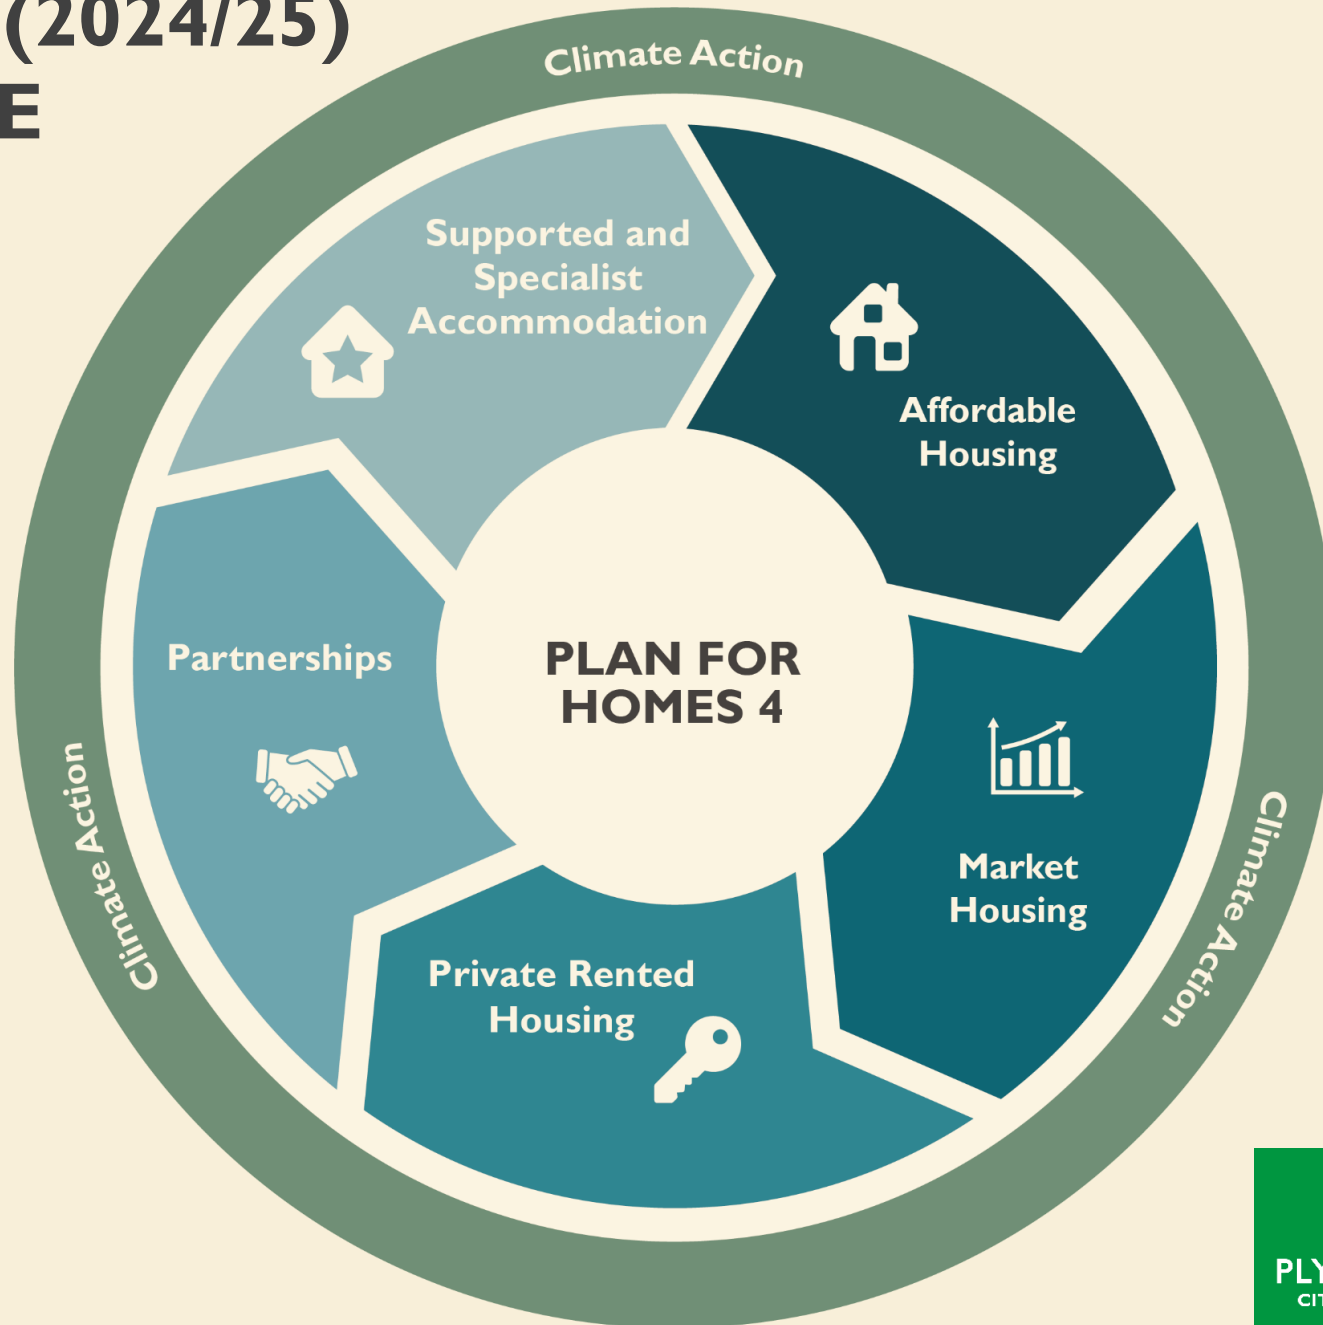 (2024/25)
E
Climate Action
Supported and
Specialist
Accommodation
Affordable
Housing
Partnerships
PLAN FOR
HOMES 4
Climate Action
Climate Action
Market
Housing
Private Rented
Housing
PLY
CIT